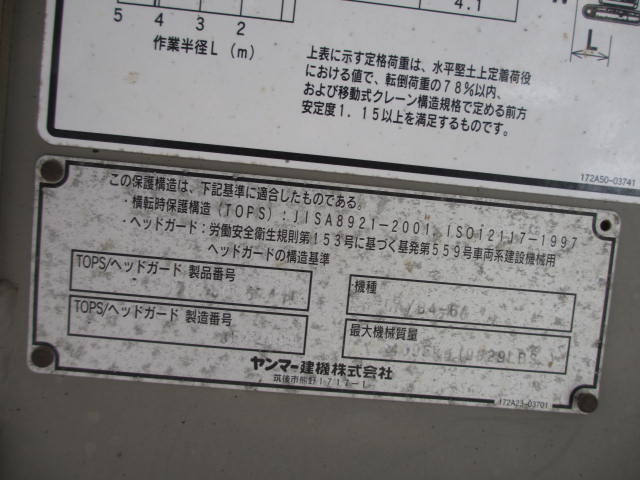 4.1
5 4 3 2
L
作業半径L（m）
上表に示す定格荷重は、水平堅土上定着荷役
における値で、転倒荷重の78%以内、
および移動式クレーン構造規格で定める前方
安定度1.15以上を満足するものです。
172A50-03741
この保護構造は、下記基準に適合したものである。
・横転時保護構造（TOPS）：JISA8921-2001, ISO12117-1997
・ヘッドガード：労働安全衛生規則第153号に基づく基発第559号車両系建設機械用
ヘッドガードの構造基準
TOPS/ヘッドガード 製品番号
機種
TOPS/ヘッドガード 製造番号
最大機械質量
ヤンマー建機株式会社
筑後市熊野1717-1
172A23-03701